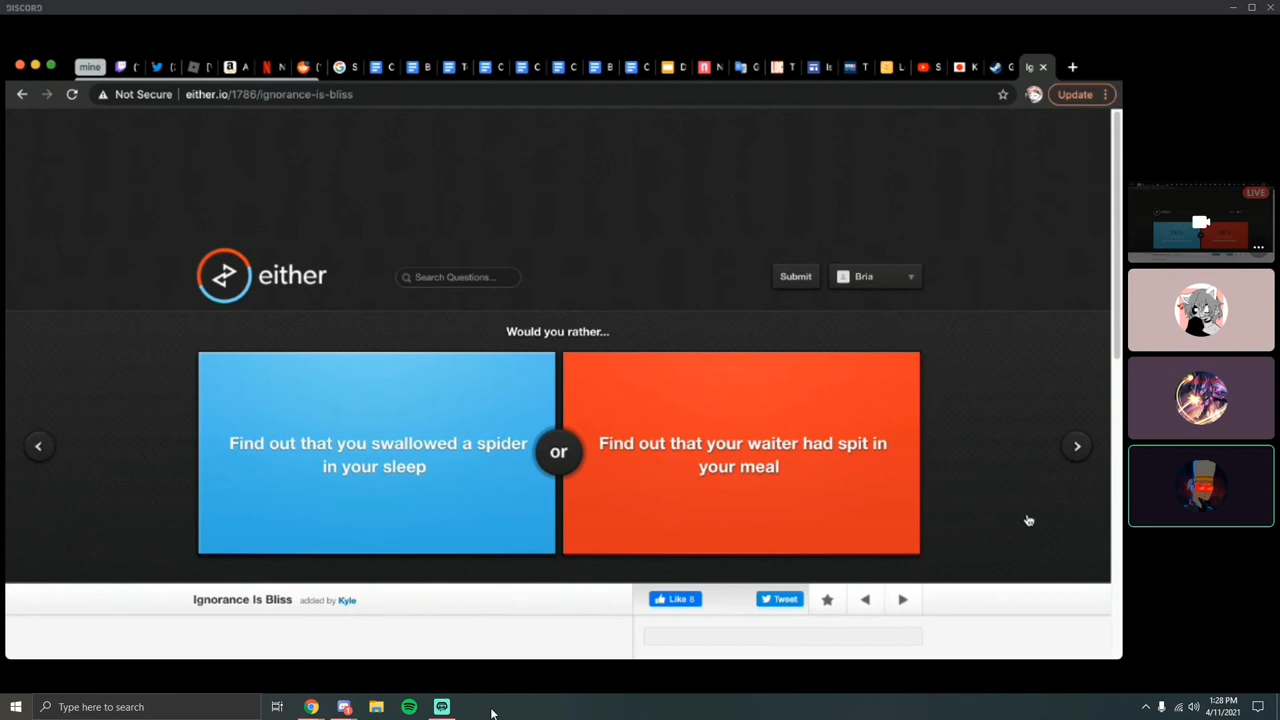 DISCORD
mine
Not Secure
either.io/1786/ignorance-is-bliss
Update
LIVE
either
Search Questions...
Submit
Bria
Would you rather...
Find out that you swallowed a spider
in your sleep
or
Find out that your waiter had spit in
your meal
Ignorance Is Bliss added by Kyle
Like 8
Tweet
Type here to search
1:28 PM
4/11/2021